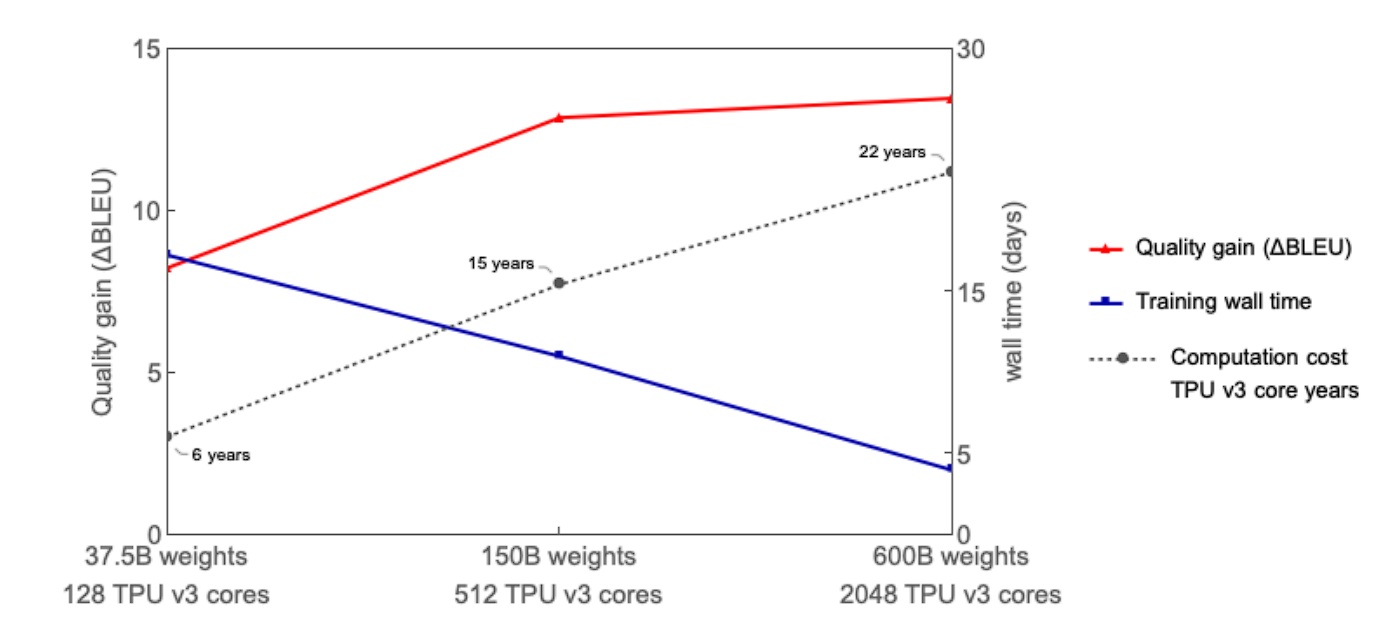 15
10
5
0
Quality gain (ΔBLEU)
22 years
15 years
6 years
30
15
5
0
wall time (days)
37.5B weights
128 TPU v3 cores
150B weights
512 TPU v3 cores
600B weights
2048 TPU v3 cores
Quality gain (ΔBLEU)
Training wall time
Computation cost
TPU v3 core years